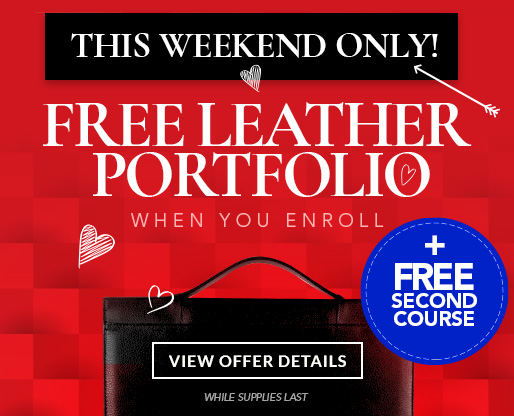 THIS WEEKEND ONLY!
FREE LEATHER
PORTFOLIO
WHEN YOU ENROLL
+
FREE
SECOND
COURSE
VIEW OFFER DETAILS
WHILE SUPPLIES LAST